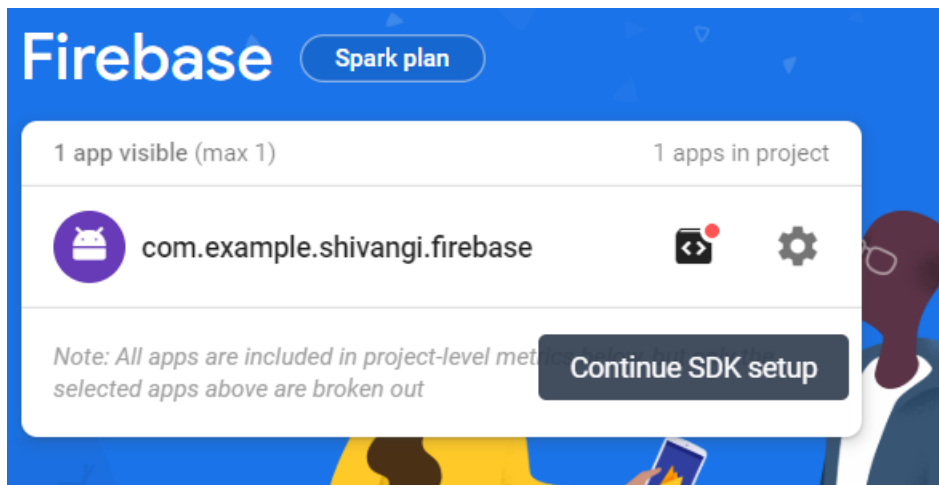 Firebase Spark plan
1 app visible (max 1) 1 apps in project
com.example.shivangi.firebase
Note: All apps are included in project-level
selected apps above are broken out
Continue SDK setup